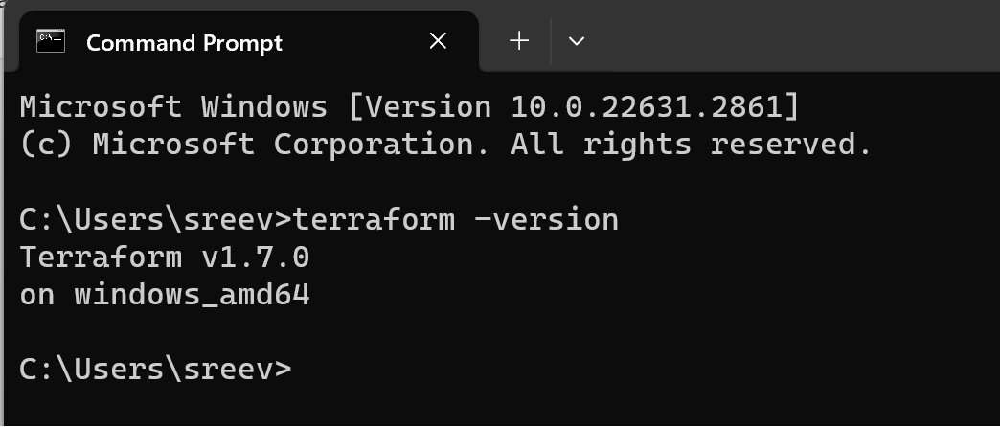 Command Prompt
Microsoft Windows [Version 10.0.22631.2861]
(c) Microsoft Corporation. All rights reserved.
C:\Users\sreev>terraform -version
Terraform v1.7.0
on windows_amd64
C:\Users\sreev>